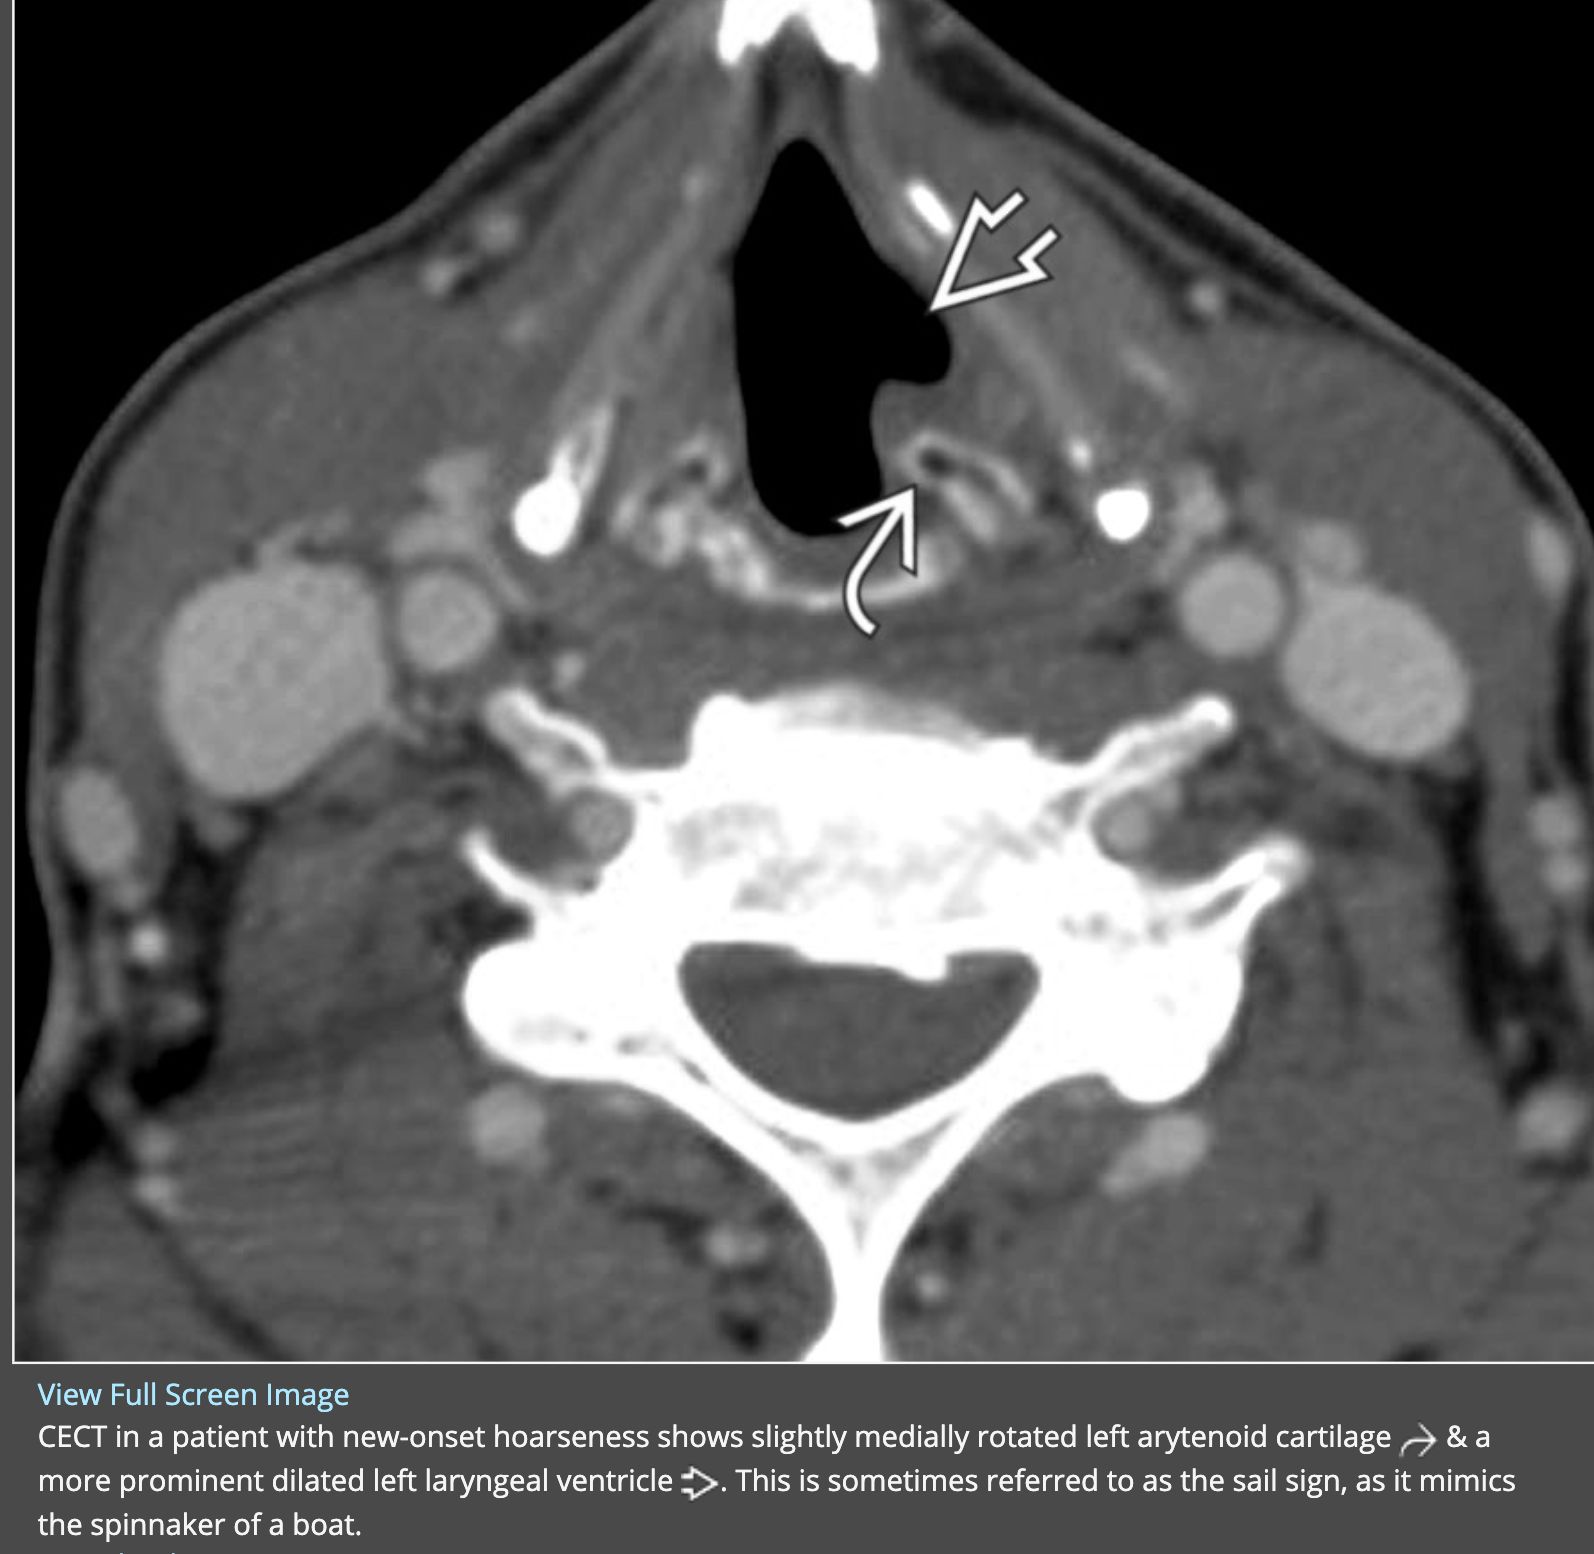 View Full Screen Image
CECT in a patient with new-onset hoarseness shows slightly medially rotated left arytenoid cartilage & a
more prominent dilated left laryngeal ventricle . This is sometimes referred to as the sail sign, as it mimics
the spinnaker of a boat.